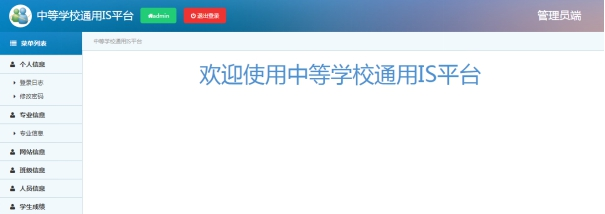 中等学校通用IS平台
admin
退出登录
管理员端
菜单列表
中等学校通用IS平台
个人信息
登录日志
修改密码
专业信息
专业信息
网站信息
班级信息
人员信息
学生成绩
欢迎使用中等学校通用IS平台